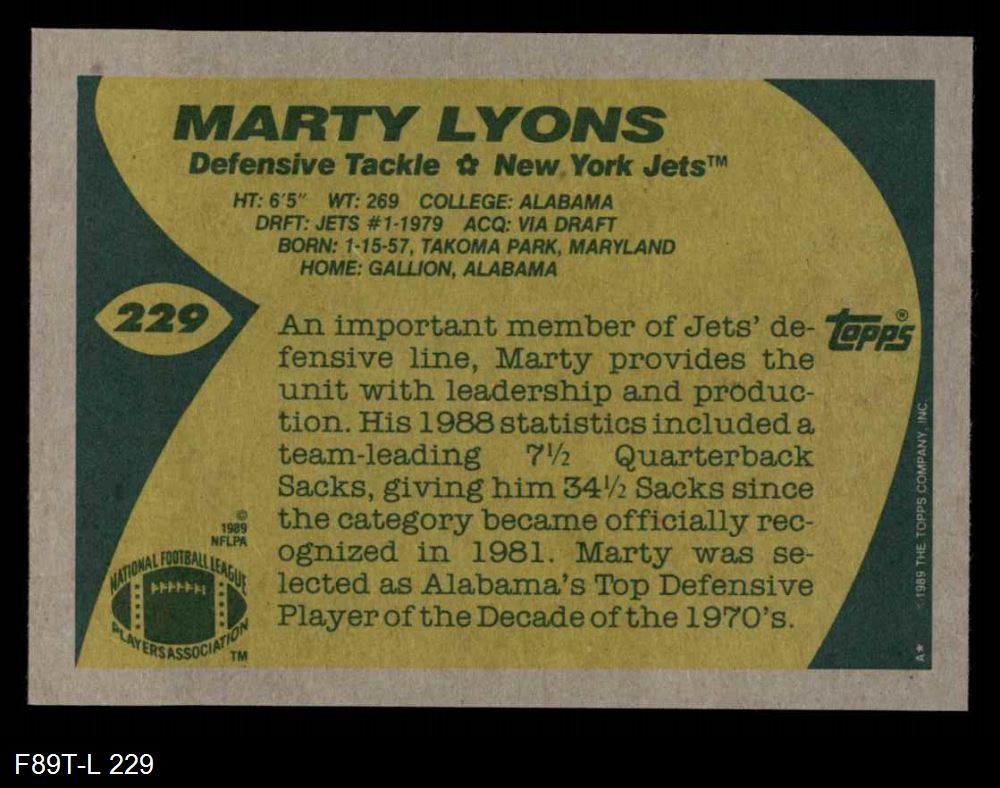 MARTY LYONS
Defensive Tackle ✿ New York Jets™
HT: 6'5" WT: 269 COLLEGE: ALABAMA
DRFT: JETS #1-1979 ACQ: VIA DRAFT
BORN: 1-15-57, TAKOMA PARK, MARYLAND
HOME: GALLION, ALABAMA
229
An important member of Jets' de-
fensive line, Marty provides the
unit with leadership and produc-
tion. His 1988 statistics included a
team-leading 7½ Quarterback
Sacks, giving him 34½ Sacks since
the category became officially rec-
ognized in 1981. Marty was se-
lected as Alabama's Top Defensive
Player of the Decade of the 1970's.
topps®
©
1989
NFLPA
NATIONAL FOOTBALL LEAGUE
PLAYERS ASSOCIATION
TM
A* ©1989 THE TOPPS COMPANY, INC.
F89T-L 229